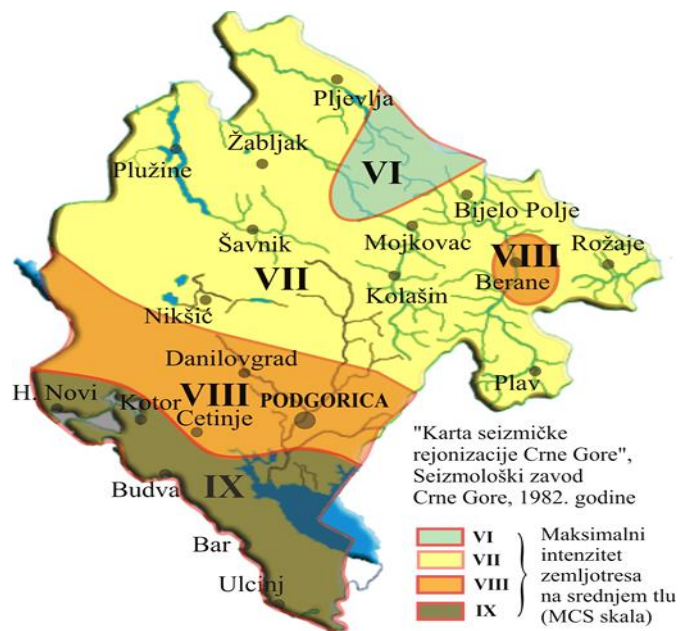 Pljevlja
Žabljak
Plužine
VI
Bijelo Polje
Šavnik
Mojkovac
VIII
Rožaje
VII
Kolašin
Berane
Nikšić
Danilovgrad
Plav
H. Novi
VIII
PODGORICA
Kotor
Cetinje
"Karta seizmičke
rejonizacije Crne Gore",
Seizmološki zavod
Crne Gore, 1982. godine
Budva
IX
Bar
Ulcinj
VI
VII
VIII
IX
Maksimalni
intenzitet
zemljotresa
na srednjem tlu
(MCS skala)